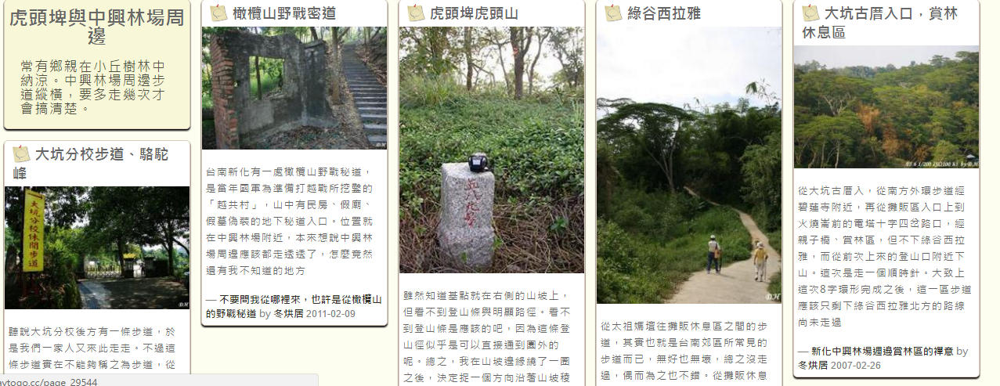 虎頭埤與中興林場周
邊
常有鄉親在小丘樹林中
納涼。中興林場周邊步
道縱橫，要多走幾次才
會搞清楚。
大坑分校步道、駱駝
峰
大坑分校休閒步道
聽說大坑分校後方有一條步道，於
是我們一家人又來此走走。不過這
條步道實在不能夠稱之為步道，從
aytogo.cc/page_29544
橄欖山野戰密道
D.H
台南新化有一處橄欖山野戰秘道，
是當年國軍為準備打越戰所挖鑿的
「越共村」，山中有民房、假廟、
假墓偽裝的地下秘道入口。位置就
在中興林場附近，本來想說中興林
場周邊應該都走透透了，怎麼竟然
還有我不知道的地方
— 不要問我從哪裡來，也許是從橄欖山
的野戰秘道 by 冬烘居 2011-02-09
虎頭埤虎頭山
雖然知道基點就在右側的山坡上，
但看不到登山條與明顯路徑。看不
到登山條是應該的吧，因為這條登
山徑似乎是可以直接通到園外的
呢。總之，我在山坡邊緣繞了一圈
之後，決定捉一個方向沿著山坡稜
綠谷西拉雅
D.H
從太祖媽壇往攤販休息區之間的步
道，其實也就是台南郊區所常見的
步道而已，無好也無壞，總之沒走
過，偶而為之也不錯。從攤販休息
大坑古厝入口，賞林
休息區
從大坑古厝入，從南方外環步道經
碧蓮寺附近，再從攤販區入口上到
火燒崙前的電塔十字四岔路口，經
親子橋、賞林區，但不下綠谷西拉
雅，而從前次上來的登山口附近下
山。這次是走一個順時針。大致上
這次8字環形完成之後，這一區步道
應該只剩下綠谷西拉雅北方的路線
尚未走過
— 新化中興林場週邊賞林區的禪意 by
冬烘居 2007-02-26